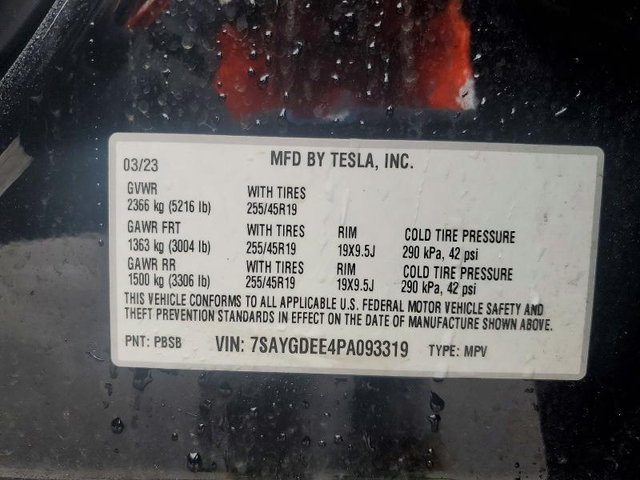 03/23 MFD BY TESLA, INC.
GVWR WITH TIRES
2366 kg (5216 lb) 255/45R19
GAWR FRT WITH TIRES RIM COLD TIRE PRESSURE
1363 kg (3004 lb) 255/45R19 19X9.5J 290 kPa, 42 psi
GAWR RR WITH TIRES RIM COLD TIRE PRESSURE
1500 kg (3306 lb) 255/45R19 19X9.5J 290 kPa, 42 psi
THIS VEHICLE CONFORMS TO ALL APPLICABLE U.S. FEDERAL MOTOR VEHICLE SAFETY AND
THEFT PREVENTION STANDARDS IN EFFECT ON THE DATE OF MANUFACTURE SHOWN ABOVE.
PNT: PBSB VIN: 7SAYGDEE4PA093319 TYPE: MPV